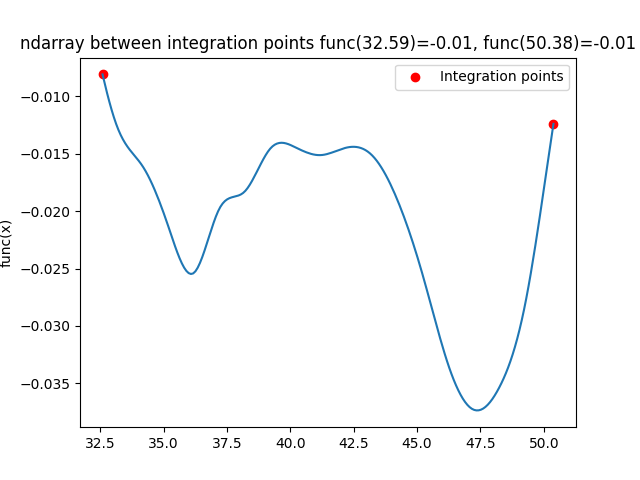 ndarray between integration points func(32.59)=-0.01, func(50.38)=-0.01
Integration points
func(x)
−0.010
−0.015
−0.020
−0.025
−0.030
−0.035
32.5 35.0 37.5 40.0 42.5 45.0 47.5 50.0